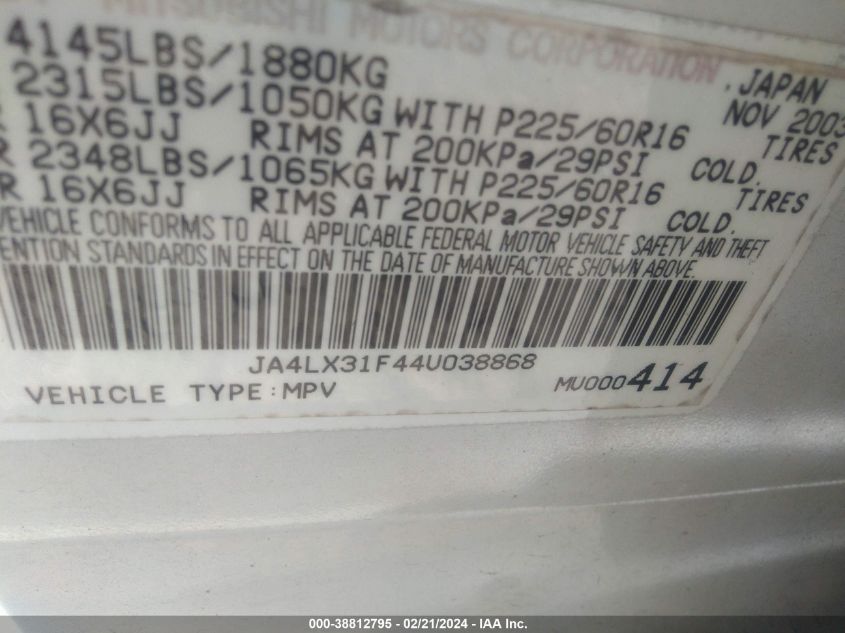 MITSUBISHI MOTORS CORPORATION, JAPAN
4145LBS/1880KG NOV 2003
2315LBS/1050KG WITH P225/60R16 TIRES
16X6JJ RIMS AT 200KPa/29PSI COLD.
R 2348LBS/1065KG WITH P225/60R16 TIRES
R 16X6JJ RIMS AT 200KPa/29PSI COLD.
VEHICLE CONFORMS TO ALL APPLICABLE FEDERAL MOTOR VEHICLE SAFETY AND THEFT
ENTION STANDARDS IN EFFECT ON THE DATE OF MANUFACTURE SHOWN ABOVE.
JA4LX31F44U038868
VEHICLE TYPE:MPV MU000414
000-38812795 - 02/21/2024 - IAA Inc.